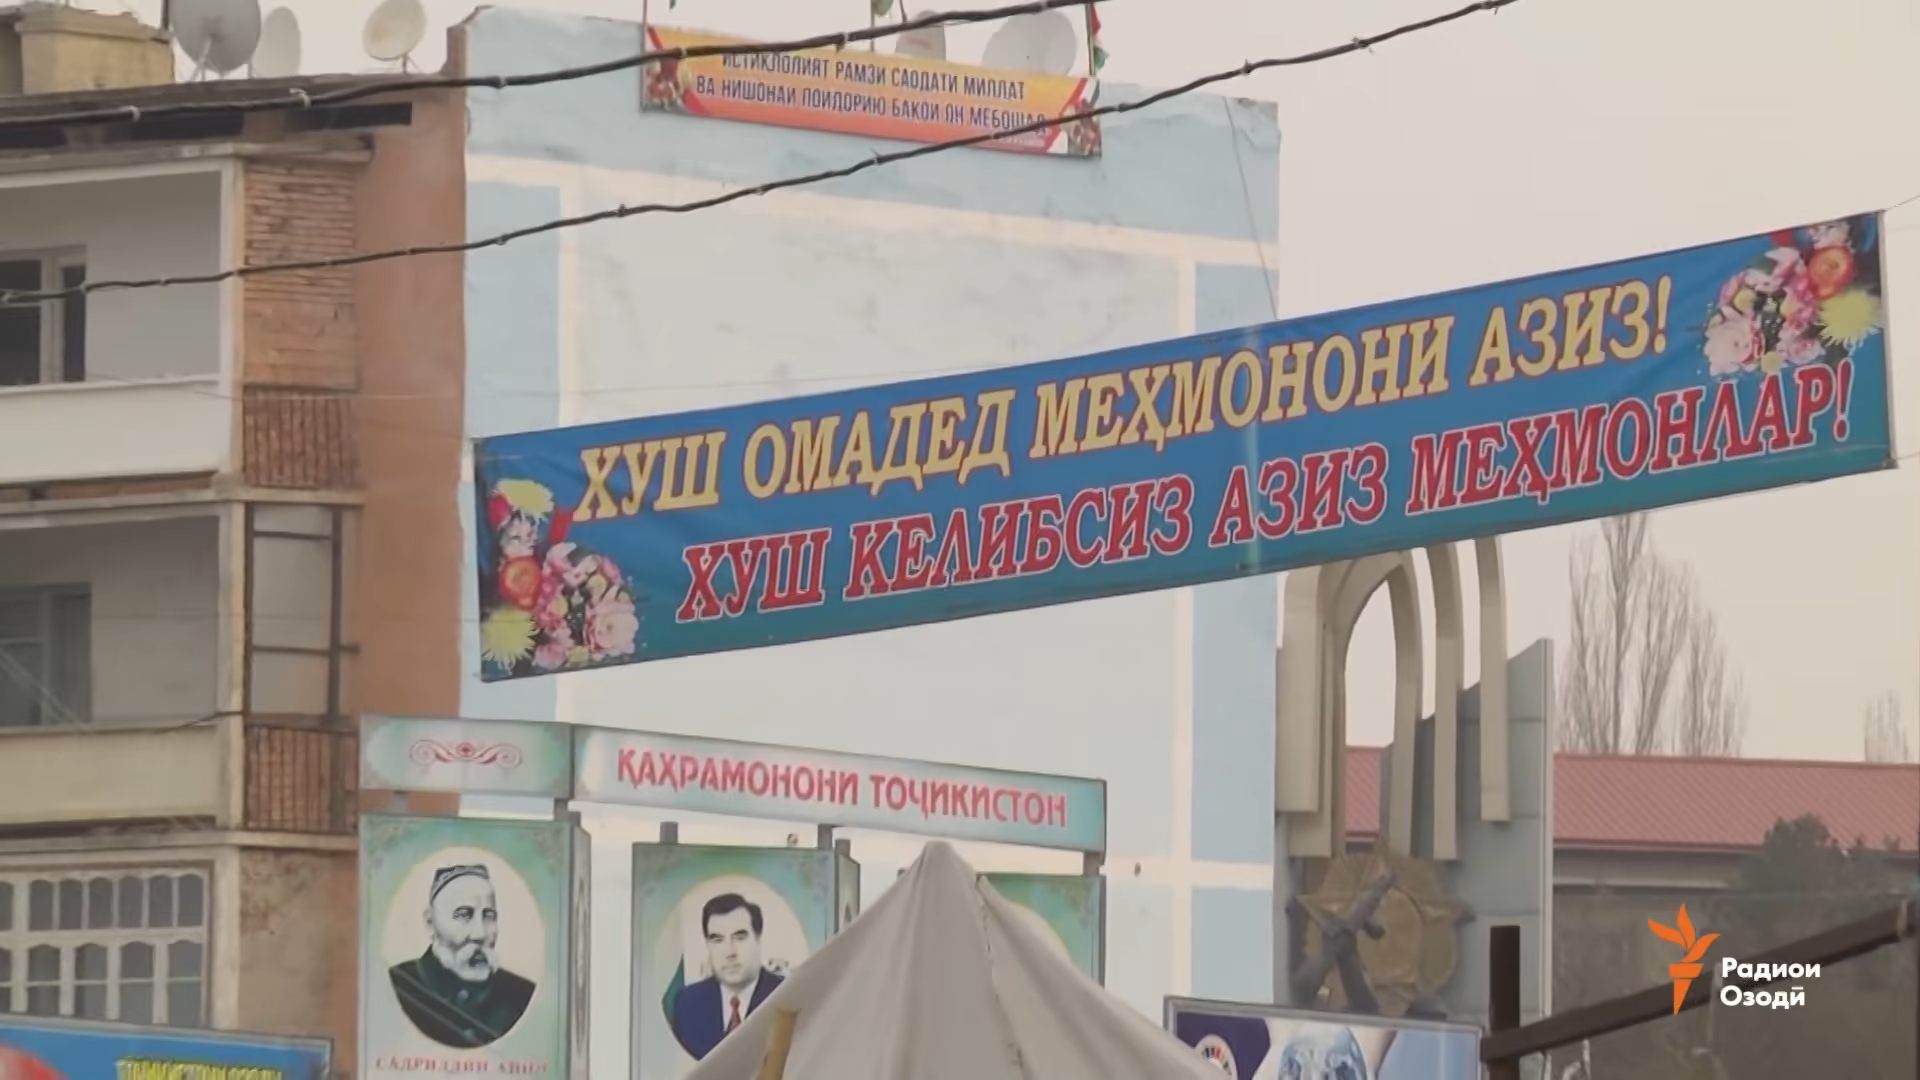 ИСТИҚЛОЛИЯТ РАМЗИ САОДАТИ МИЛЛАТ
ВА НИШОНАИ ПОЙДОРИЮ БАҚОИ ОН МЕБОШАД
ХУШ ОМАДЕД МЕҲМОНОНИ АЗИЗ!
ХУШ КЕЛИБСИЗ АЗИЗ МЕҲМОНЛАР!
ҚАҲРАМОНОНИ ТОҶИКИСТОН
САДРИДДИН АЙНӢ
Радиои
Озодӣ